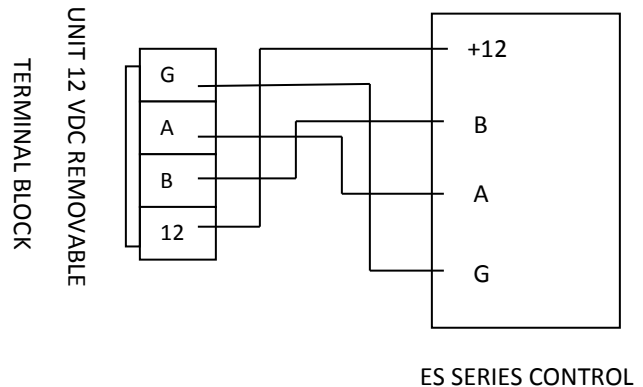 UNIT 12 VDC REMOVABLE
TERMINAL BLOCK
G
A
B
12
+12
B
A
G
ES SERIES CONTROL